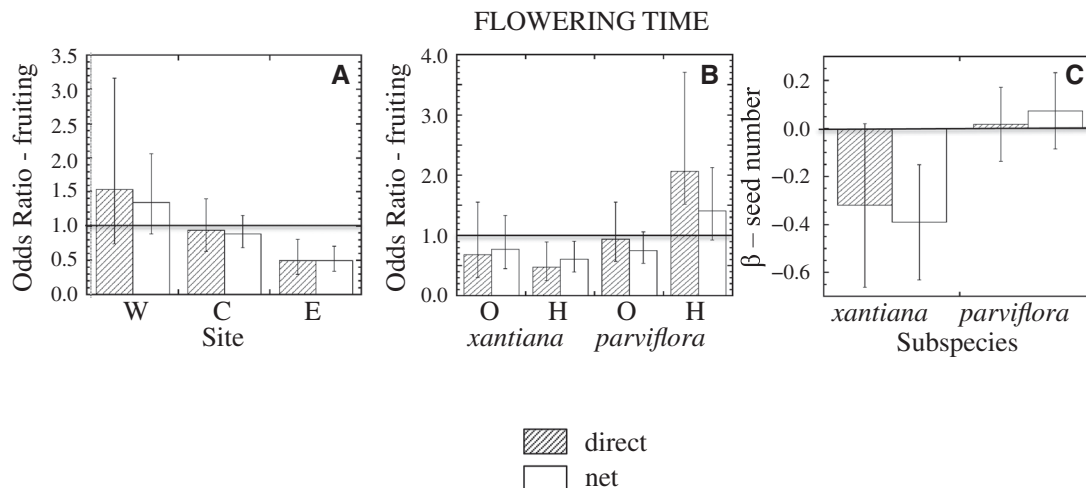 FLOWERING TIME
Odds Ratio - fruiting
3.5
3.0
2.5
2.0
1.5
1.0
0.5
0.0
A
W C E
Site
Odds Ratio - fruiting
4.0
3.0
2.0
1.0
0.0
B
O H O H
xantiana parviflora
β – seed number
0.2
0.0
-0.2
-0.4
-0.6
C
xantiana parviflora
Subspecies
direct
net